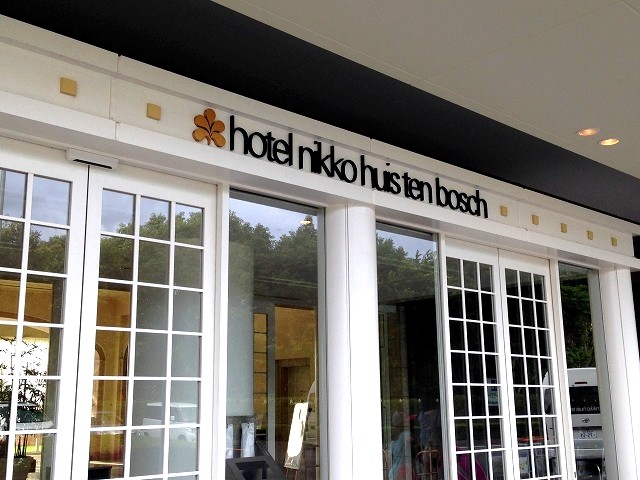 hotel nikko huis ten bosch